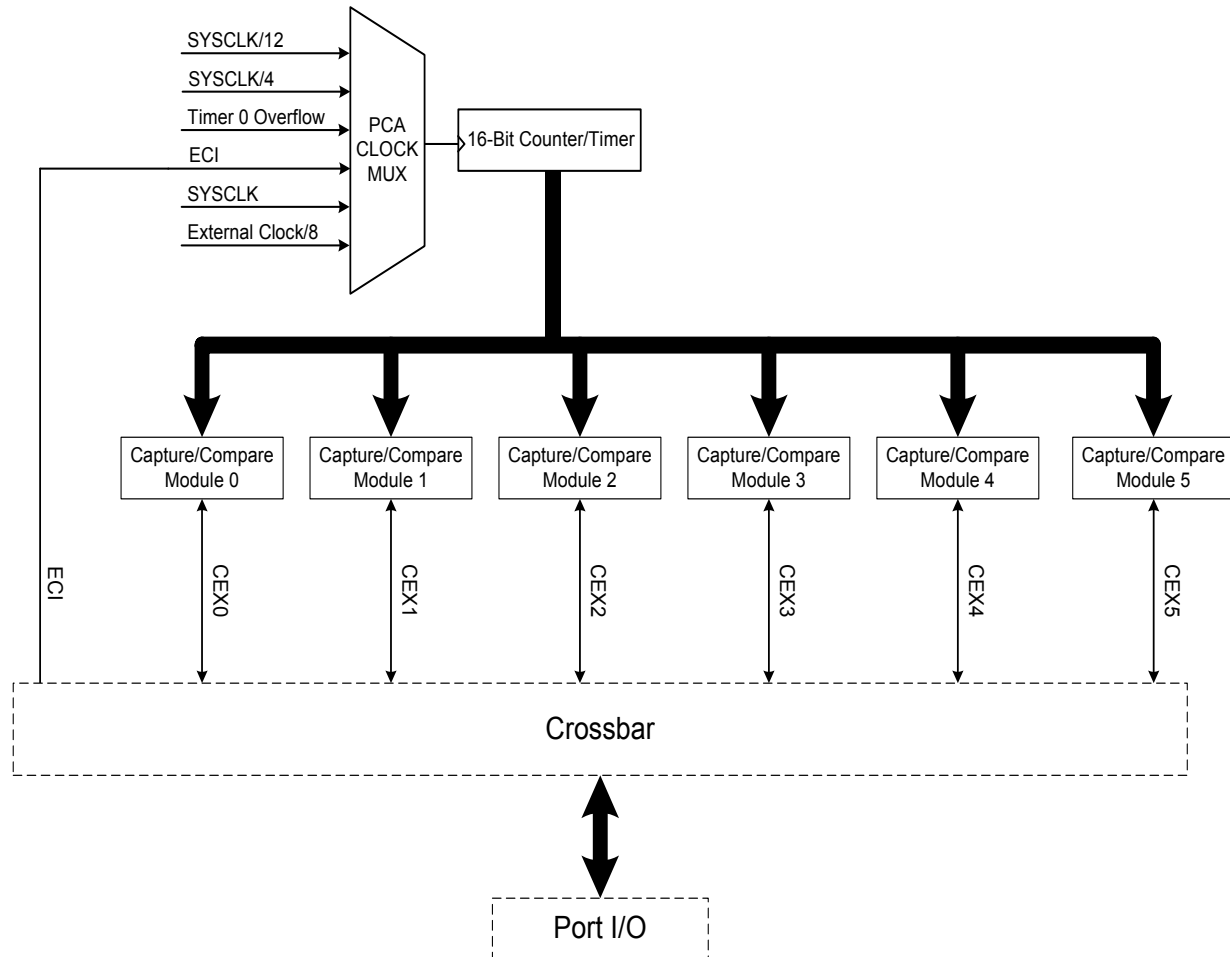 SYSCLK/12
SYSCLK/4
Timer 0 Overflow
ECI
SYSCLK
External Clock/8
PCA
CLOCK
MUX
16-Bit Counter/Timer
Capture/Compare
Module 0
Capture/Compare
Module 1
Capture/Compare
Module 2
Capture/Compare
Module 3
Capture/Compare
Module 4
Capture/Compare
Module 5
ECI
CEX0
CEX1
CEX2
CEX3
CEX4
CEX5
Crossbar
Port I/O